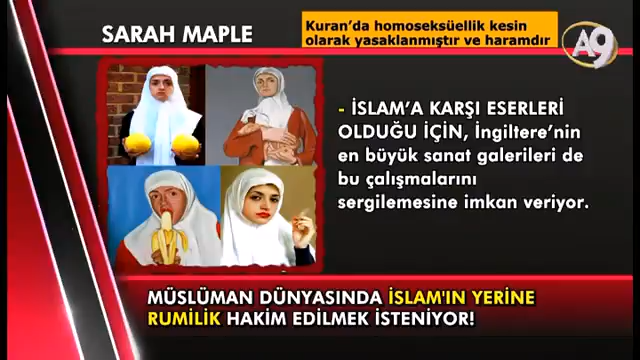 SARAH MAPLE
Kuran'da homoseksüellik kesin
olarak yasaklanmıştır ve haramdır
A9
- İSLAM'A KARŞI ESERLERİ
OLDUĞU İÇİN, İngiltere'nin
en büyük sanat galerileri de
bu çalışmalarını
sergilemesine imkan veriyor.
MÜSLÜMAN DÜNYASINDA İSLAM'IN YERİNE
RUMİLİK HAKİM EDİLMEK İSTENİYOR!